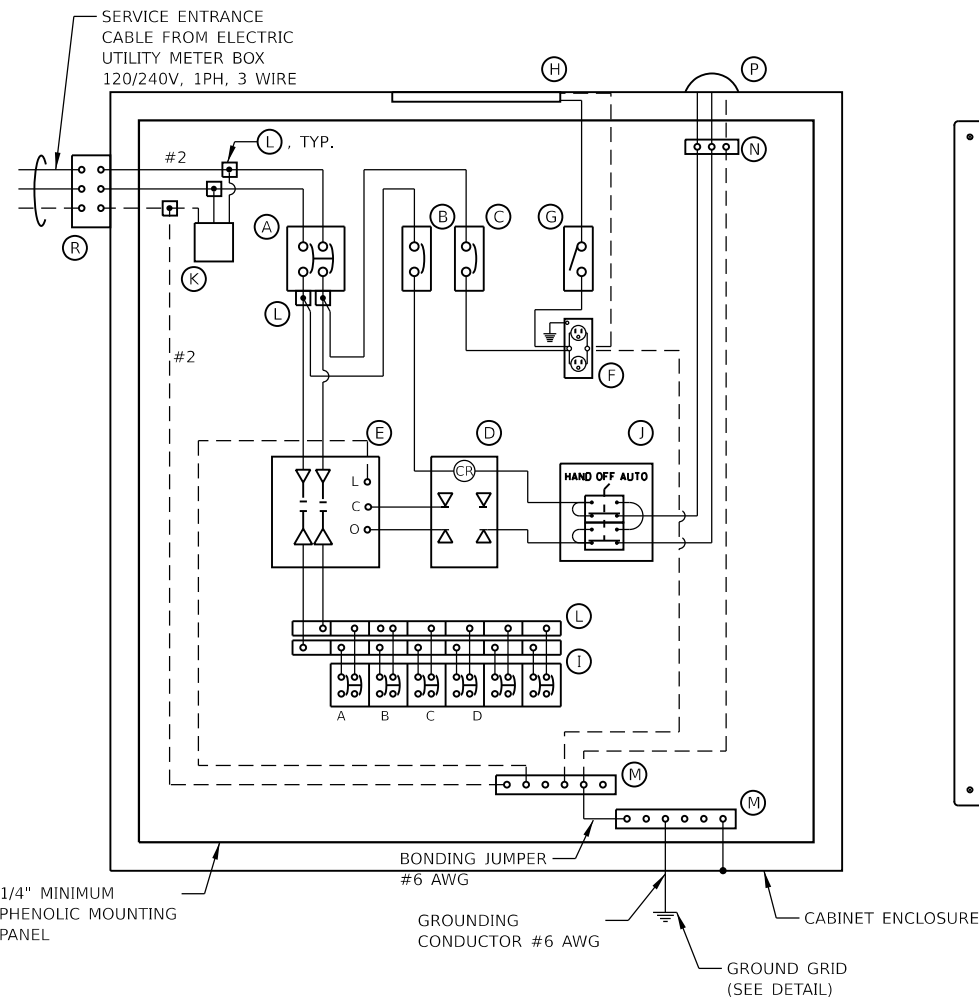 SERVICE ENTRANCE
CABLE FROM ELECTRIC
UTILITY METER BOX
120/240V, 1PH, 3 WIRE
H
P
#2
L , TYP.
N
R
K
A
B
C
G
L
#2
F
E
D
J
L
C
O
CR
HAND OFF AUTO
L
I
A
B
C
D
M
M
BONDING JUMPER
#6 AWG
1/4" MINIMUM
PHENOLIC MOUNTING
PANEL
GROUNDING
CONDUCTOR #6 AWG
CABINET ENCLOSURE
GROUND GRID
(SEE DETAIL)